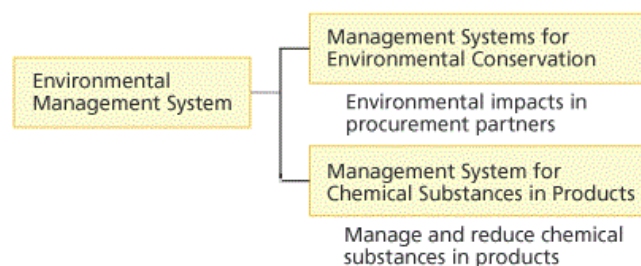 Environmental
Management System
Management Systems for
Environmental Conservation
Environmental impacts in
procurement partners
Management System for
Chemical Substances in Products
Manage and reduce chemical
substances in products